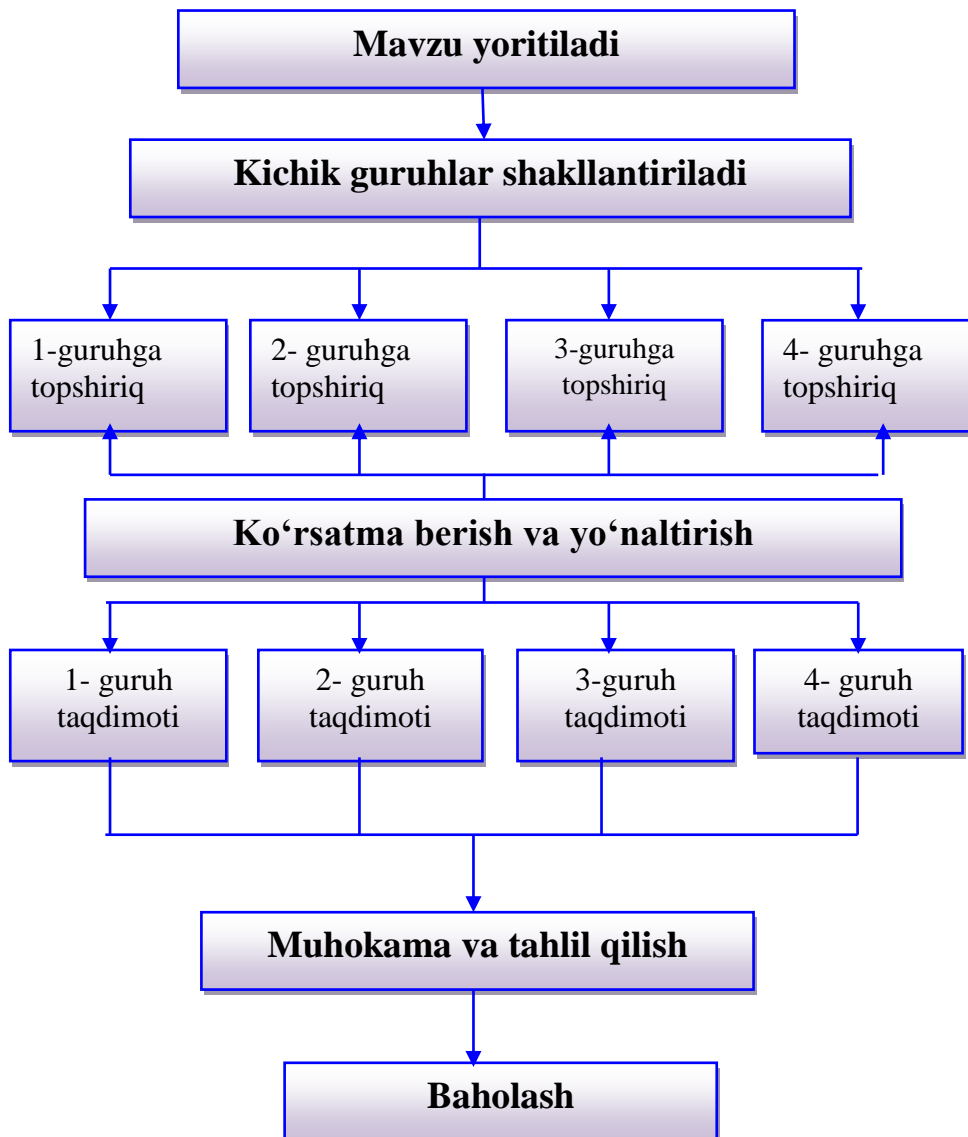 Mavzu yoritiladi
Kichik guruhlar shakllantiriladi
1-guruhga
topshiriq
2- guruhga
topshiriq
3-guruhga
topshiriq
4- guruhga
topshiriq
Ko‘rsatma berish va yo‘naltirish
1- guruh
taqdimoti
2- guruh
taqdimoti
3-guruh
taqdimoti
4- guruh
taqdimoti
Muhokama va tahlil qilish
Baholash